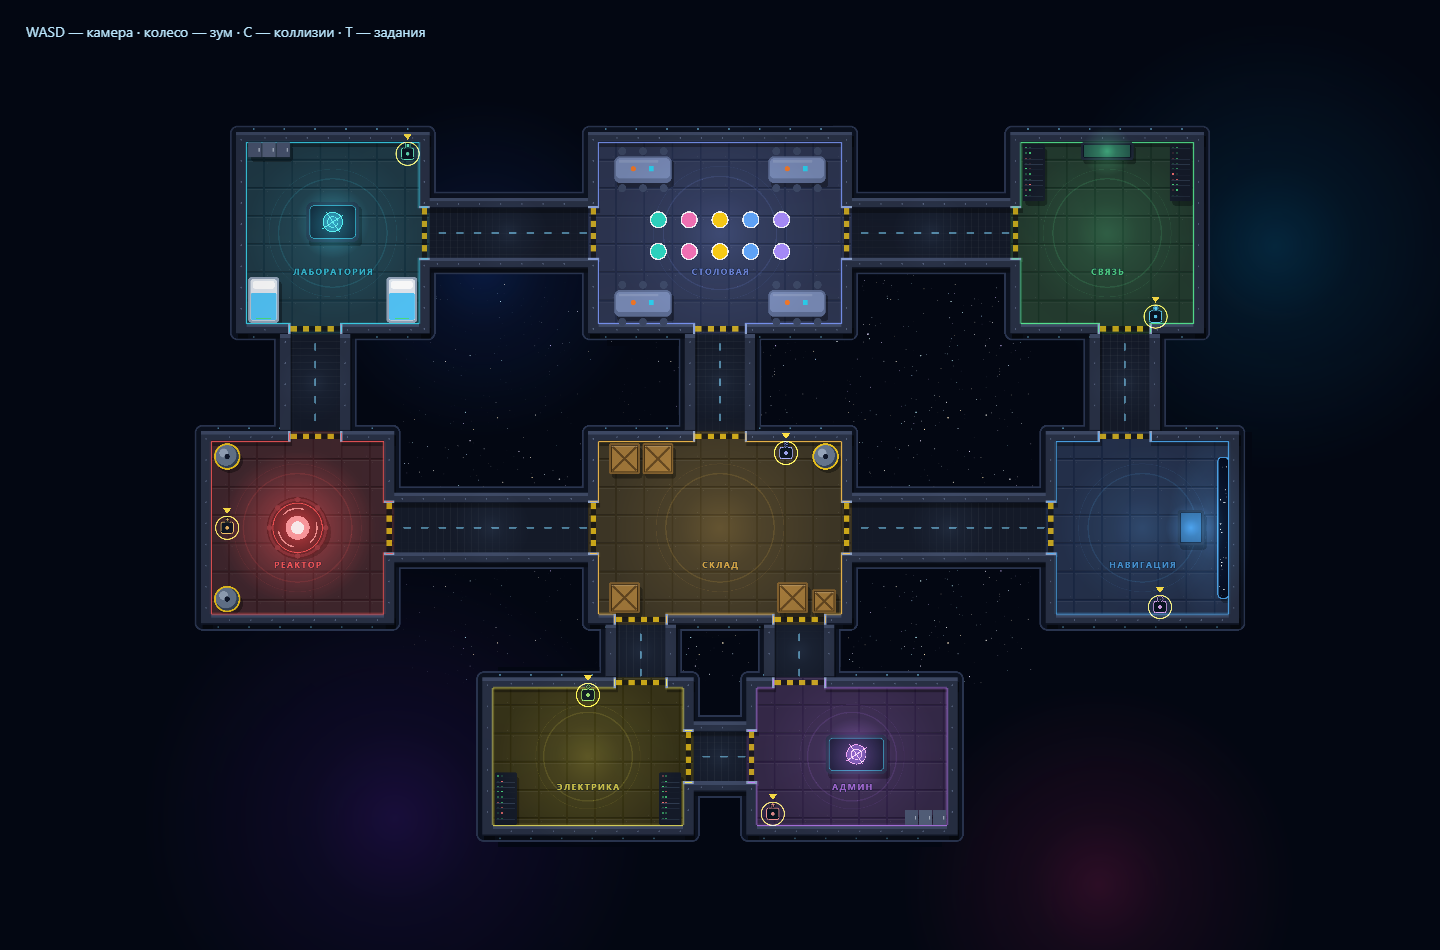 WASD — камера · колесо — зум · C — коллизии · T — задания
ЛАБОРАТОРИЯ
СТОЛОВАЯ
СВЯЗЬ
РЕАКТОР
СКЛАД
НАВИГАЦИЯ
ЭЛЕКТРИКА
АДМИН